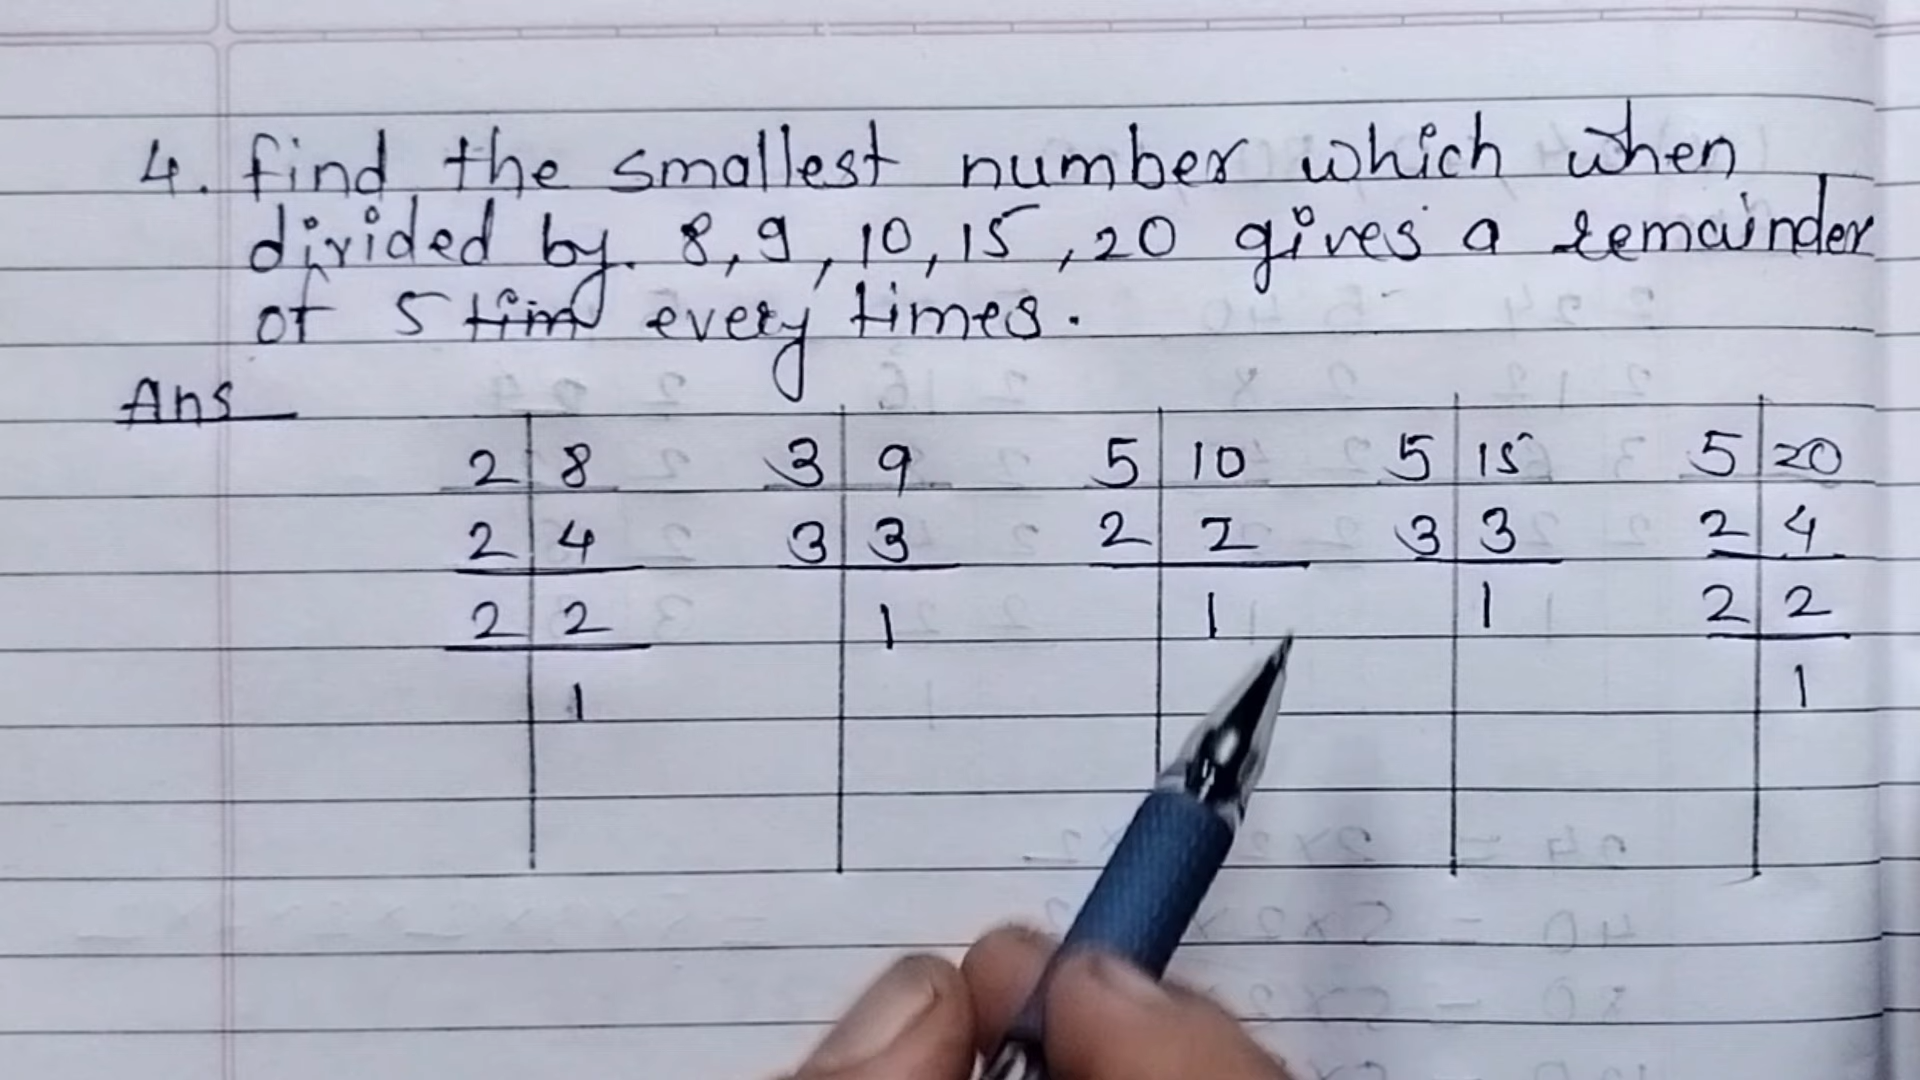 4. find the smallest number which when
divided by. 8, 9, 10, 15, 20 gives a remainder
of 5 tim every times.
Ans
2 8 3 9 5 10 5 15 5 20
2 4 3 3 2 2 3 3 2 4
2 2 1 1 1 2 2
1 1